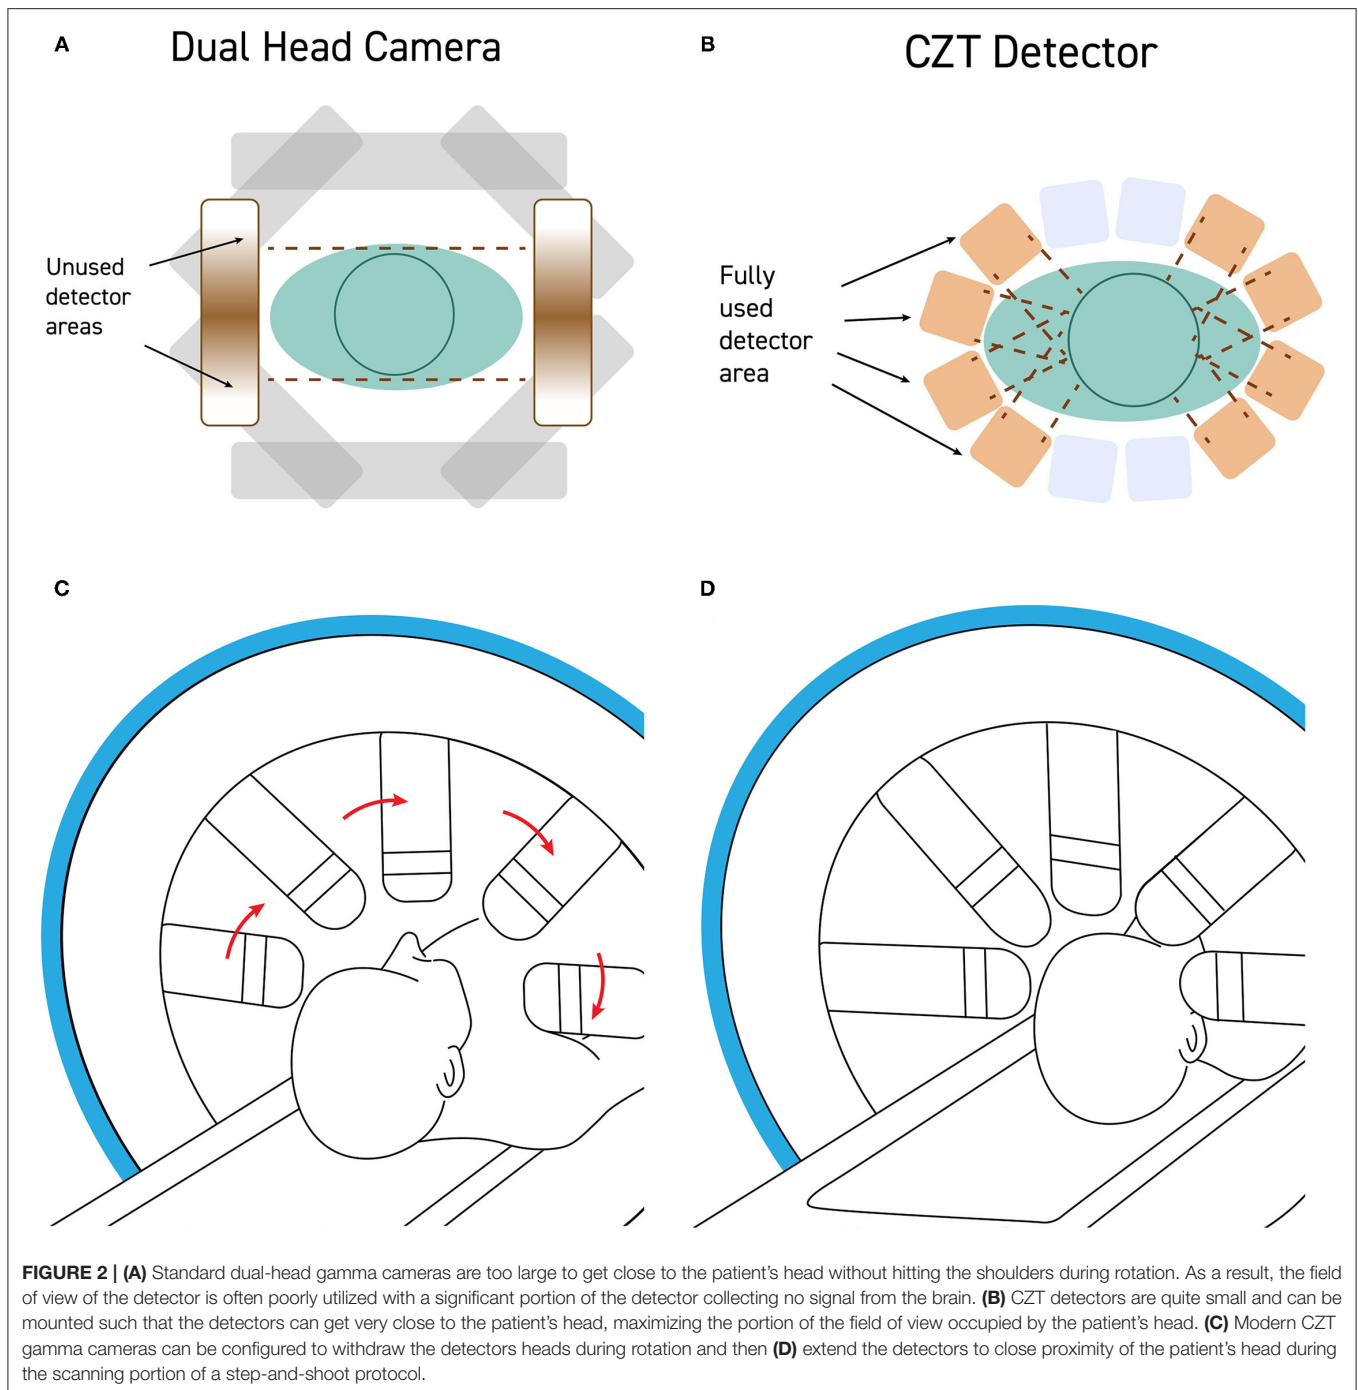 A
Dual Head Camera
B
CZT Detector
Unused
detector
areas
Fully
used
detector
area
C
D
FIGURE 2 | (A) Standard dual-head gamma cameras are too large to get close to the patient's head without hitting the shoulders during rotation. As a result, the field
of view of the detector is often poorly utilized with a significant portion of the detector collecting no signal from the brain. (B) CZT detectors are quite small and can be
mounted such that the detectors can get very close to the patient's head, maximizing the portion of the field of view occupied by the patient's head. (C) Modern CZT
gamma cameras can be configured to withdraw the detectors heads during rotation and then (D) extend the detectors to close proximity of the patient's head during
the scanning portion of a step-and-shoot protocol.